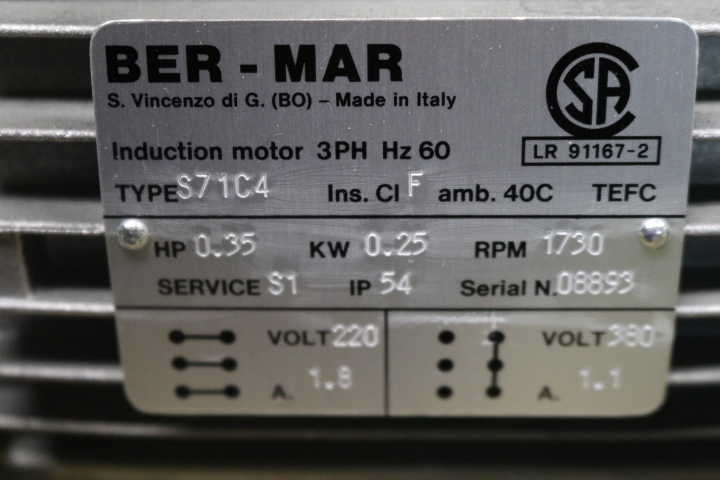 BER - MAR
S. Vincenzo di G. (BO) – Made in Italy
CSA
LR 91167-2
Induction motor 3PH Hz 60
TYPE S71C4 Ins. Cl F amb. 40C TEFC
HP 0.35 KW 0.25 RPM 1730
SERVICE S1 IP 54 Serial N. 08893
VOLT 220
A. 1.8
VOLT 380
A. 1.1